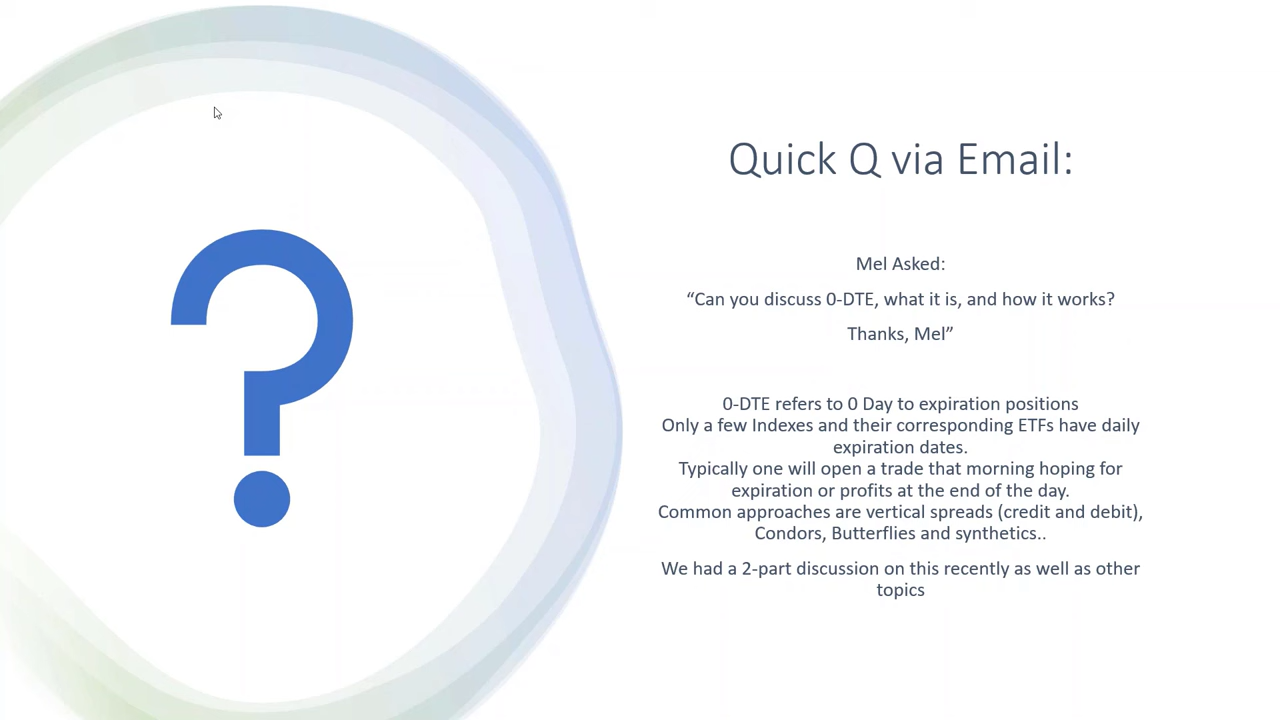 Quick Q via Email:
Mel Asked:
“Can you discuss 0-DTE, what it is, and how it works?
Thanks, Mel”
0-DTE refers to 0 Day to expiration positions
Only a few Indexes and their corresponding ETFs have daily
expiration dates.
Typically one will open a trade that morning hoping for
expiration or profits at the end of the day.
Common approaches are vertical spreads (credit and debit),
Condors, Butterflies and synthetics..
We had a 2-part discussion on this recently as well as other
topics